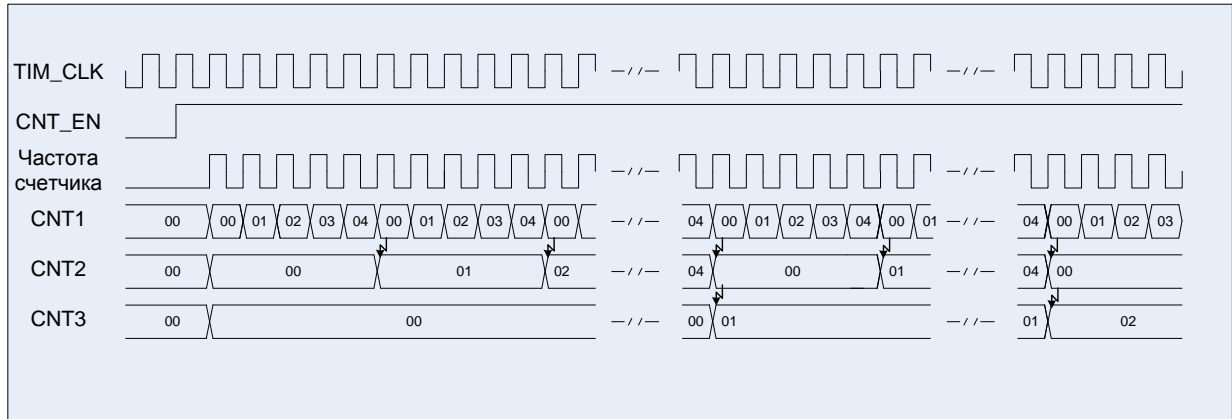 TIM_CLK
CNT_EN
Частота
счетчика
CNT1 00 00 01 02 03 04 00 01 02 03 04 00 04 00 01 02 03 04 00 01 04 00 01 02 03
CNT2 00 00 01 02 04 00 01 04 00
CNT3 00 00 00 01 01 02